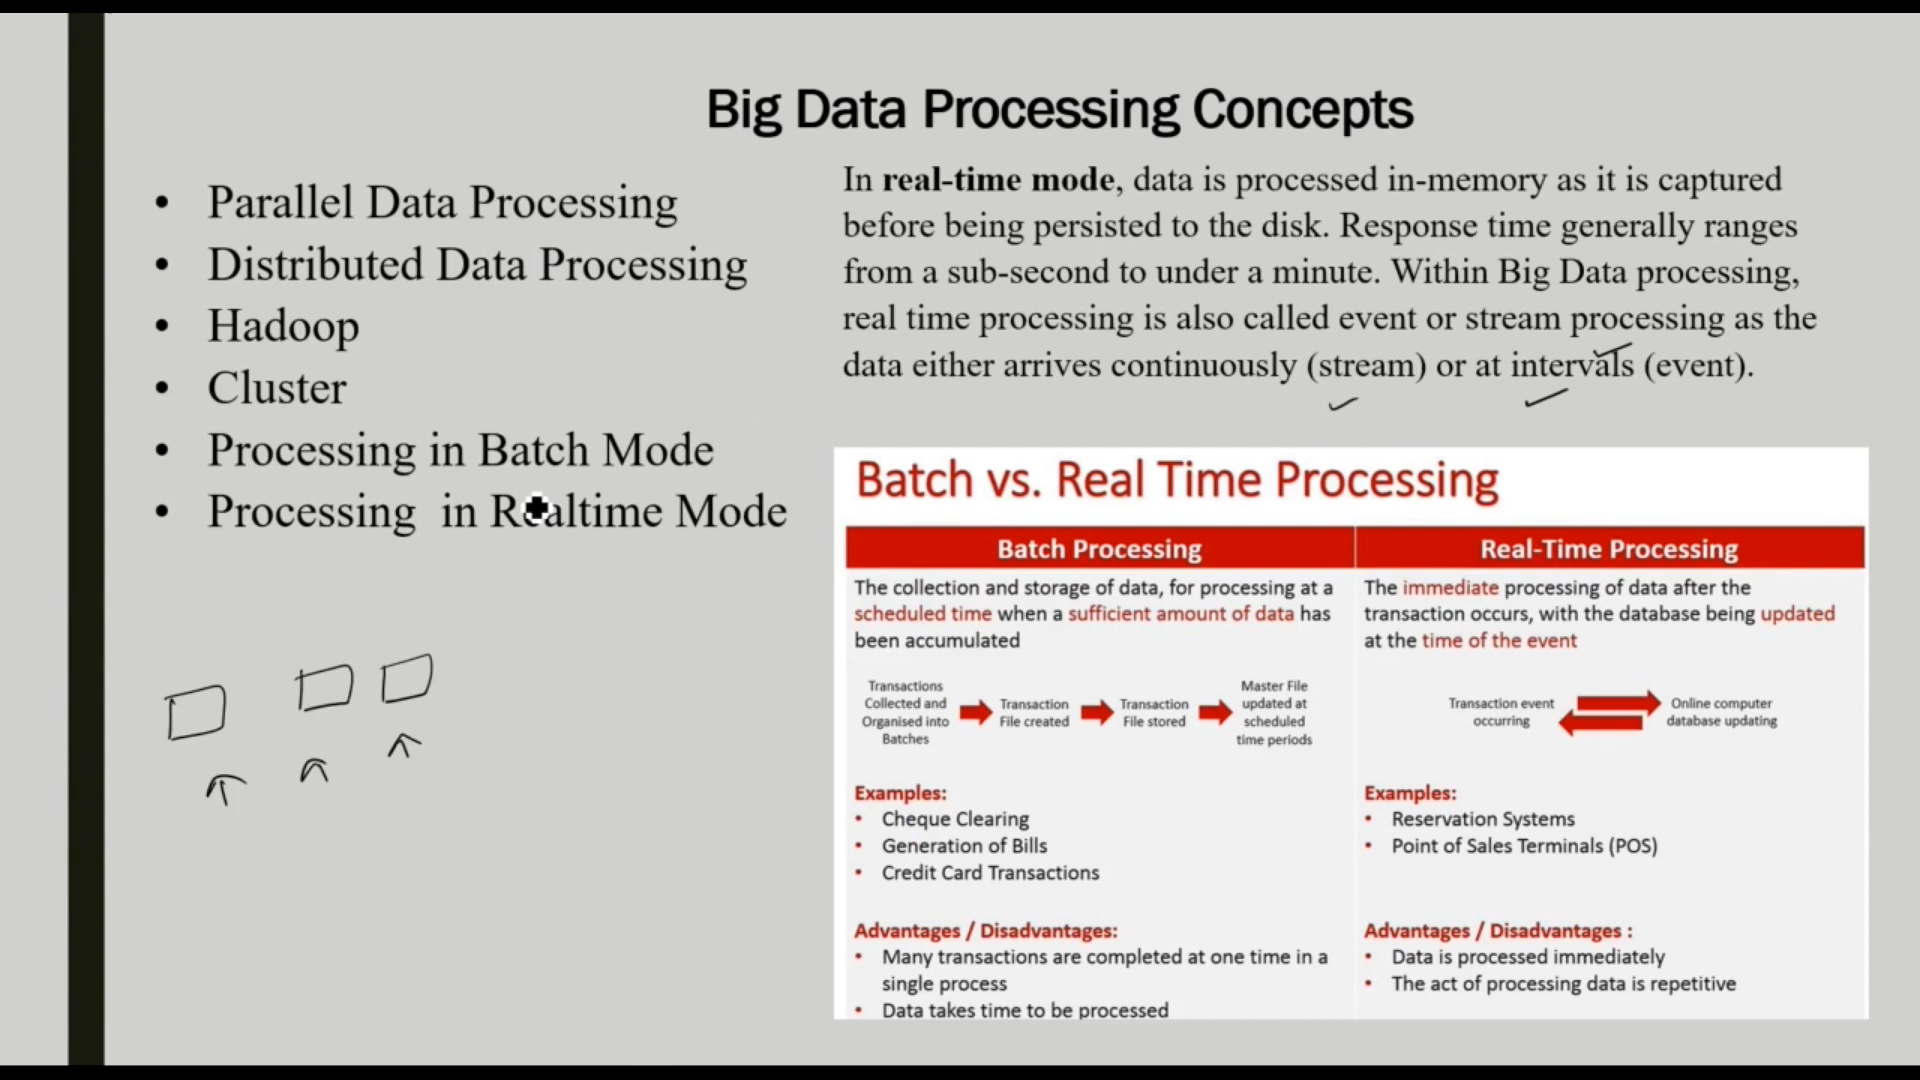 Big Data Processing Concepts
• Parallel Data Processing
• Distributed Data Processing
• Hadoop
• Cluster
• Processing in Batch Mode
• Processing in Realtime Mode
In real-time mode, data is processed in-memory as it is captured
before being persisted to the disk. Response time generally ranges
from a sub-second to under a minute. Within Big Data processing,
real time processing is also called event or stream processing as the
data either arrives continuously (stream) or at intervals (event).
Batch vs. Real Time Processing
Batch Processing
The collection and storage of data, for processing at a
scheduled time when a sufficient amount of data has
been accumulated
Transactions
Collected and
Organised into
Batches
Transaction
File created
Transaction
File stored
Master File
updated at
scheduled
time periods
Examples:
• Cheque Clearing
• Generation of Bills
• Credit Card Transactions
Advantages / Disadvantages:
• Many transactions are completed at one time in a
single process
• Data takes time to be processed
Real-Time Processing
The immediate processing of data after the
transaction occurs, with the database being updated
at the time of the event
Transaction event
occurring
Online computer
database updating
Examples:
• Reservation Systems
• Point of Sales Terminals (POS)
Advantages / Disadvantages :
• Data is processed immediately
• The act of processing data is repetitive